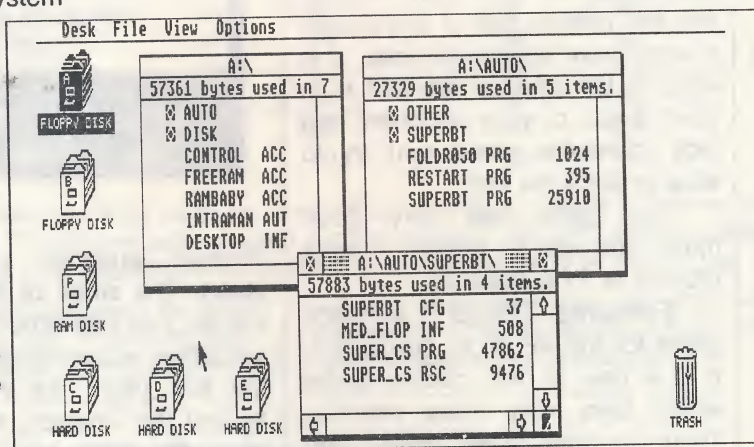 ystem
Desk File View Options
A
FLOPPY DISK
B
FLOPPY DISK
P
RAM DISK
C
HARD DISK
D
HARD DISK
E
HARD DISK
TRASH
A:\
57361 bytes used in 7
AUTO
DISK
CONTROL ACC
FREERAM ACC
RAMBABY ACC
INTRAMAN AUT
DESKTOP INF
A:\AUTO\
27329 bytes used in 5 items.
OTHER
SUPERBT
FOLDR050 PRG 1024
RESTART PRG 395
SUPERBT PRG 25910
A:\AUTO\SUPERBT\
57883 bytes used in 4 items.
SUPERBT CFG 37
MED_FLOP INF 508
SUPER_CS PRG 47862
SUPER_CS RSC 9476